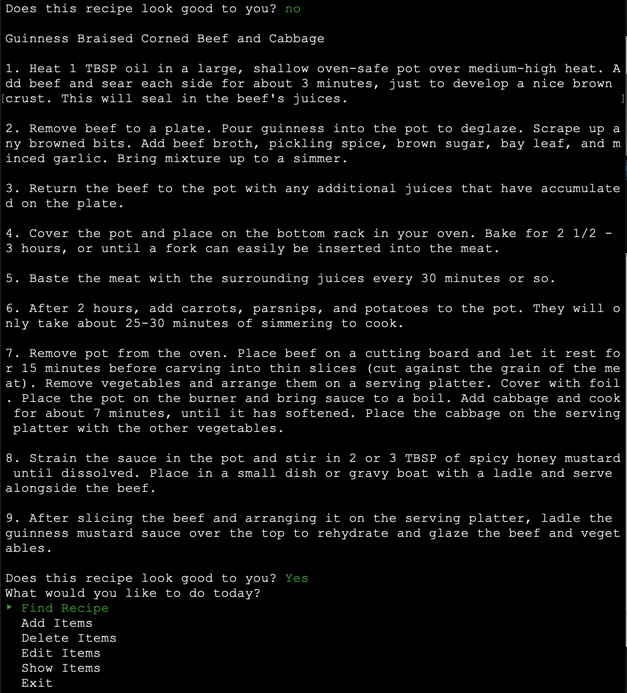 Does this recipe look good to you? no
Guinness Braised Corned Beef and Cabbage
1. Heat 1 TBSP oil in a large, shallow oven-safe pot over medium-high heat. A
dd beef and sear each side for about 3 minutes, just to develop a nice brown
crust. This will seal in the beef's juices.
2. Remove beef to a plate. Pour guinness into the pot to deglaze. Scrape up a
ny browned bits. Add beef broth, pickling spice, brown sugar, bay leaf, and m
inced garlic. Bring mixture up to a simmer.
3. Return the beef to the pot with any additional juices that have accumulate
d on the plate.
4. Cover the pot and place on the bottom rack in your oven. Bake for 2 1/2 –
3 hours, or until a fork can easily be inserted into the meat.
5. Baste the meat with the surrounding juices every 30 minutes or so.
6. After 2 hours, add carrots, parsnips, and potatoes to the pot. They will o
nly take about 25-30 minutes of simmering to cook.
7. Remove pot from the oven. Place beef on a cutting board and let it rest fo
r 15 minutes before carving into thin slices (cut against the grain of the me
at). Remove vegetables and arrange them on a serving platter. Cover with foil
. Place the pot on the burner and bring sauce to a boil. Add cabbage and cook
for about 7 minutes, until it has softened. Place the cabbage on the serving
platter with the other vegetables.
8. Strain the sauce in the pot and stir in 2 or 3 TBSP of spicy honey mustard
until dissolved. Place in a small dish or gravy boat with a ladle and serve
alongside the beef.
9. After slicing the beef and arranging it on the serving platter, ladle the
guinness mustard sauce over the top to rehydrate and glaze the beef and veget
ables.
Does this recipe look good to you? Yes
What would you like to do today?
‣ Find Recipe
Add Items
Delete Items
Edit Items
Show Items
Exit